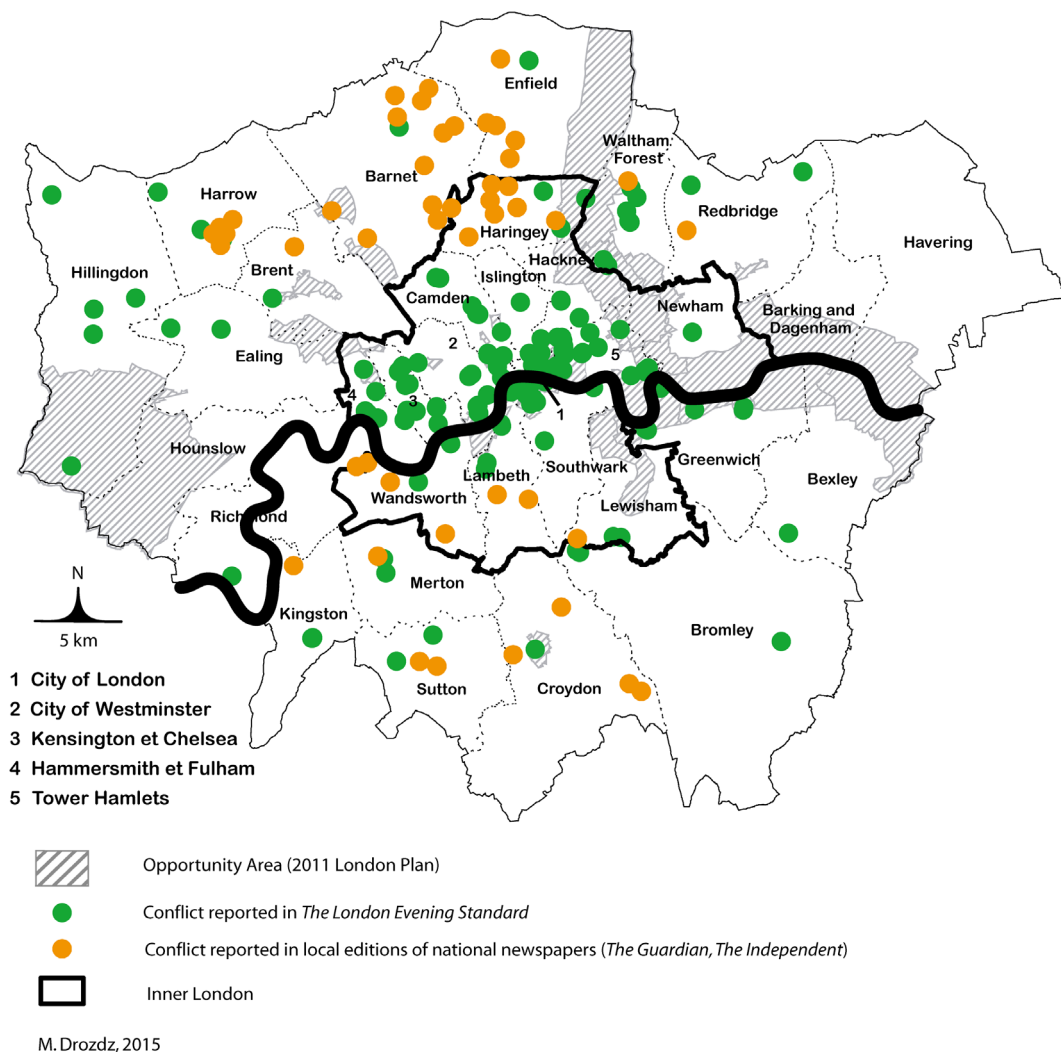 Enfield
Waltham
Forest
Barnet
Harrow
Redbridge
Haringey
Havering
Hillingdon
Brent
Hackney
Islington
Camden
Newham
Barking and
Dagenham
Ealing
2
5
4
3
1
Hounslow
Southwark
Greenwich
Lambeth
Bexley
Wandsworth
Lewisham
Richmond
N
Merton
5 km
Kingston
Bromley
Sutton
Croydon
1 City of London
2 City of Westminster
3 Kensington et Chelsea
4 Hammersmith et Fulham
5 Tower Hamlets
Opportunity Area (2011 London Plan)
Conflict reported in The London Evening Standard
Conflict reported in local editions of national newspapers (The Guardian, The Independent)
Inner London
M. Drozdz, 2015